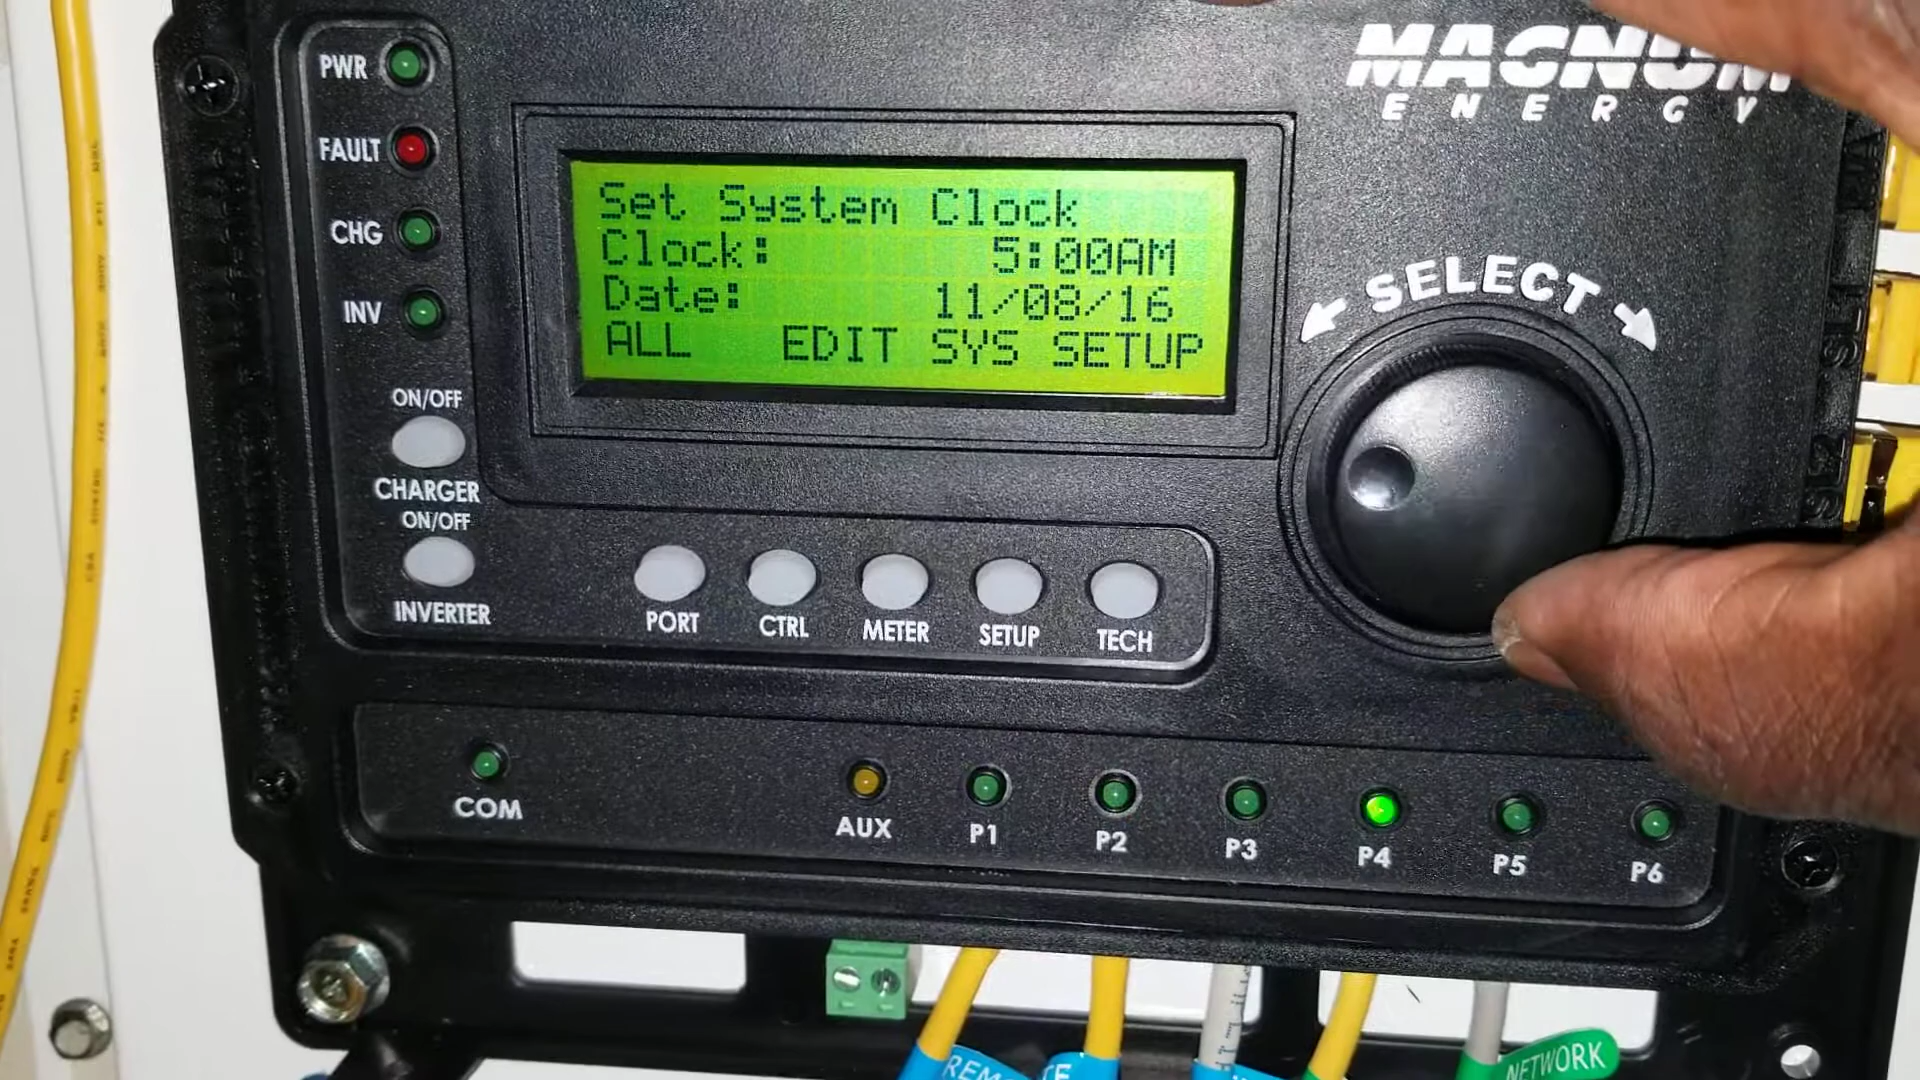 MAGNUM
ENERGY
PWR
FAULT
CHG
INV
Set System Clock
Clock: 5:00AM
Date: 11/08/16
ALL EDIT SYS SETUP
SELECT
ON/OFF
CHARGER
ON/OFF
INVERTER
PORT
CTRL
METER
SETUP
TECH
COM
AUX
P1
P2
P3
P4
P5
P6
NETWORK